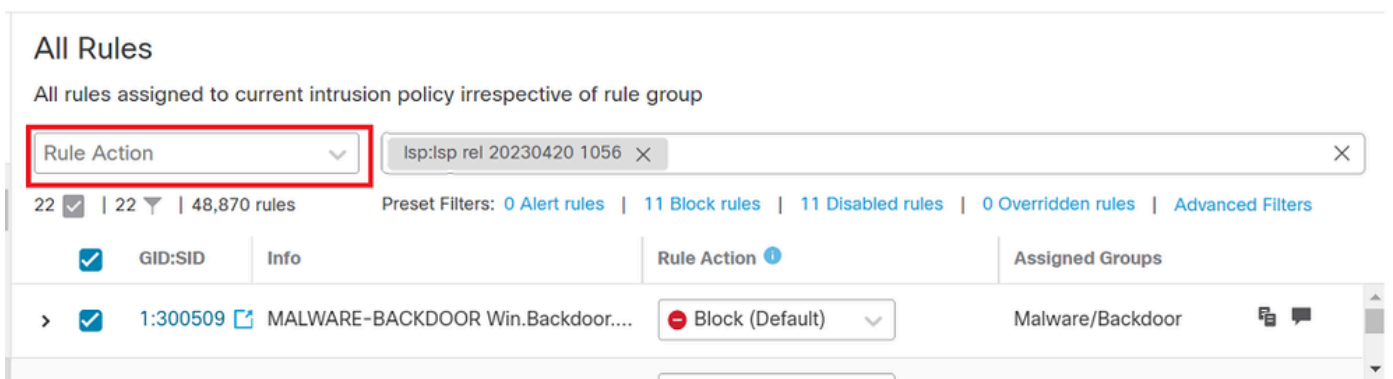 All Rules
All rules assigned to current intrusion policy irrespective of rule group
Rule Action lsp:lsp rel 20230420 1056
22 | 22 | 48,870 rules Preset Filters: 0 Alert rules | 11 Block rules | 11 Disabled rules | 0 Overridden rules | Advanced Filters
GID:SID Info Rule Action Assigned Groups
1:300509 MALWARE-BACKDOOR Win.Backdoor.... Block (Default) Malware/Backdoor